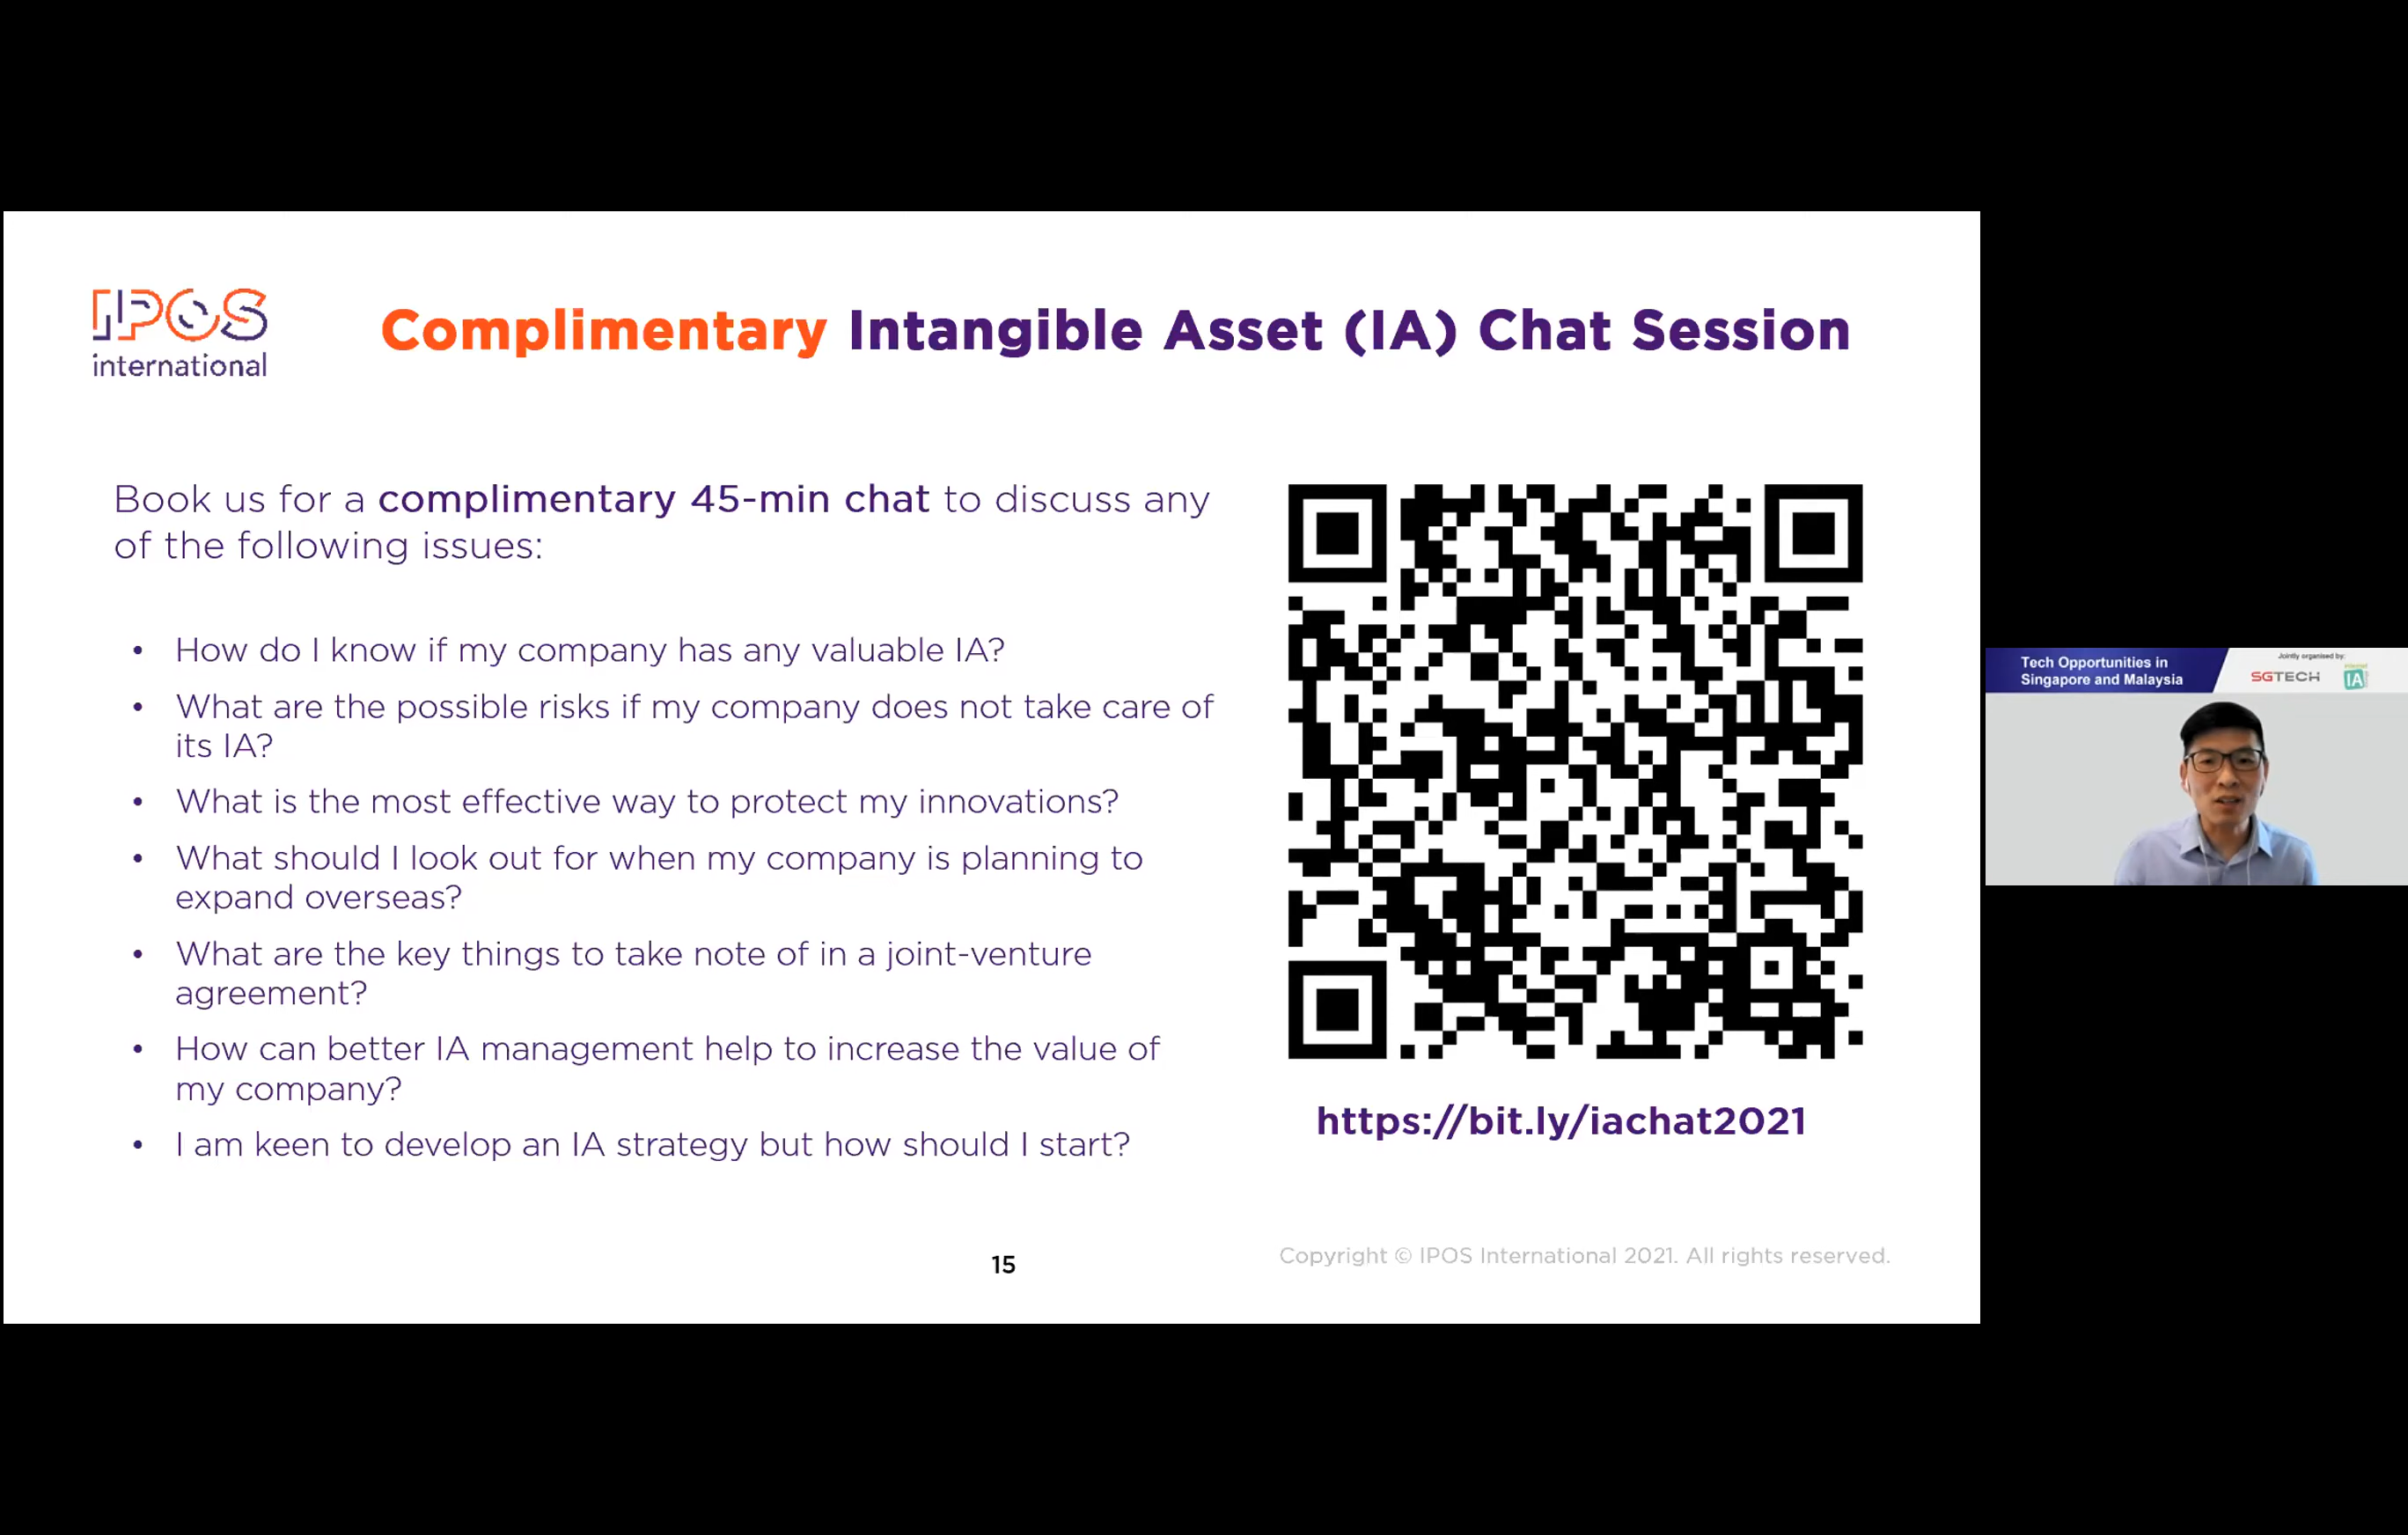 IPOS
international
Complimentary Intangible Asset (IA) Chat Session
Book us for a complimentary 45-min chat to discuss any
of the following issues:
• How do I know if my company has any valuable IA?
• What are the possible risks if my company does not take care of
its IA?
• What is the most effective way to protect my innovations?
• What should I look out for when my company is planning to
expand overseas?
• What are the key things to take note of in a joint-venture
agreement?
• How can better IA management help to increase the value of
my company?
• I am keen to develop an IA strategy but how should I start?
https://bit.ly/iachat2021
15
Copyright © IPOS International 2021. All rights reserved.
Tech Opportunities in
Singapore and Malaysia
Jointly organised by:
SGTECH
internet
IA